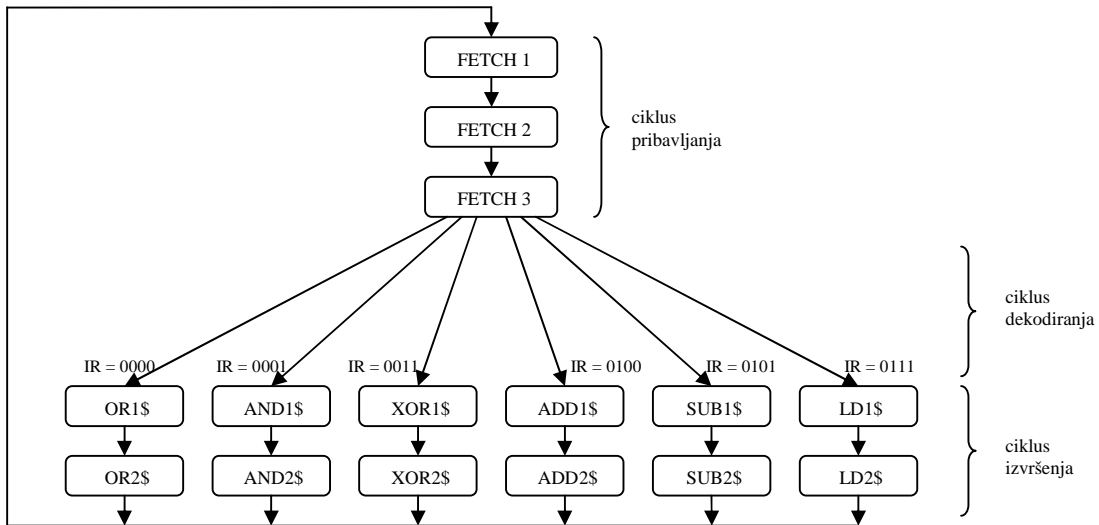 FETCH 1
FETCH 2
FETCH 3
ciklus
pribavljanja
ciklus
dekodiranja
IR = 0000
IR = 0001
IR = 0011
IR = 0100
IR = 0101
IR = 0111
OR1$
AND1$
XOR1$
ADD1$
SUB1$
LD1$
OR2$
AND2$
XOR2$
ADD2$
SUB2$
LD2$
ciklus
izvršenja